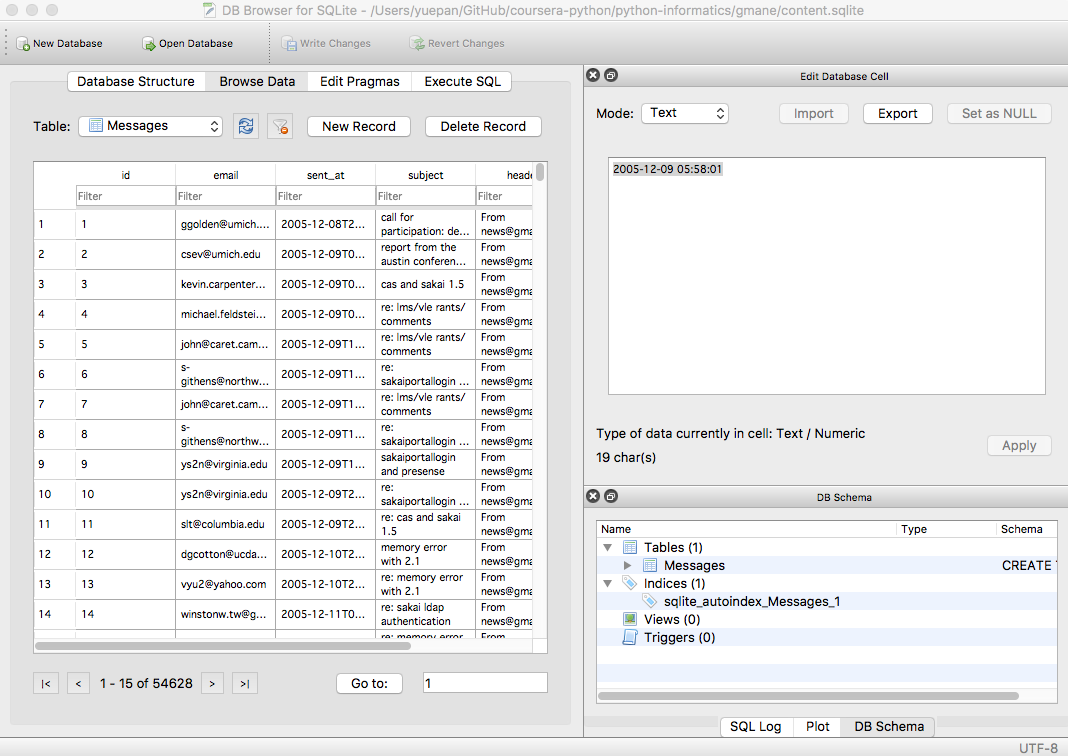 DB Browser for SQLite - /Users/yuepan/GitHub/coursera-python/python-informatics/gmane/content.sqlite
New Database Open Database Write Changes Revert Changes
Database Structure Browse Data Edit Pragmas Execute SQL
Table: Messages New Record Delete Record
id email sent_at subject heade
Filter Filter Filter Filter Filter
1 1 ggolden@umich.... 2005-12-08T2... call for participation: de... From news@gma
2 2 csev@umich.edu 2005-12-09T0... report from the austin conferen... From news@gma
3 3 kevin.carpenter... 2005-12-09T0... cas and sakai 1.5 From news@gma
4 4 michael.feldstei... 2005-12-09T0... re: lms/vle rants/ comments From news@gma
5 5 john@caret.cam... 2005-12-09T1... re: lms/vle rants/ comments From news@gma
6 6 s-githens@northw... 2005-12-09T1... re: sakaiportallogin ... From news@gma
7 7 john@caret.cam... 2005-12-09T1... re: lms/vle rants/ comments From news@gma
8 8 s-githens@northw... 2005-12-09T1... re: sakaiportallogin ... From news@gma
9 9 ys2n@virginia.edu 2005-12-09T1... sakaiportallogin and presense From news@gma
10 10 ys2n@virginia.edu 2005-12-09T2... re: sakaiportallogin ... From news@gma
11 11 slt@columbia.edu 2005-12-09T2... re: cas and sakai 1.5 From news@gma
12 12 dgcotton@ucda... 2005-12-10T2... memory error with 2.1 From news@gma
13 13 vyu2@yahoo.com 2005-12-10T2... re: memory error with 2.1 From news@gma
14 14 winstonw.tw@g... 2005-12-11T0... re: sakai ldap authentication From news@gma
re: memory error From
|< < 1 - 15 of 54628 > >| Go to: 1
Edit Database Cell
Mode: Text Import Export Set as NULL
2005-12-09 05:58:01
Type of data currently in cell: Text / Numeric
19 char(s)
Apply
DB Schema
Name Type Schema
Tables (1)
Messages CREATE
Indices (1)
sqlite_autoindex_Messages_1
Views (0)
Triggers (0)
SQL Log Plot DB Schema
UTF-8